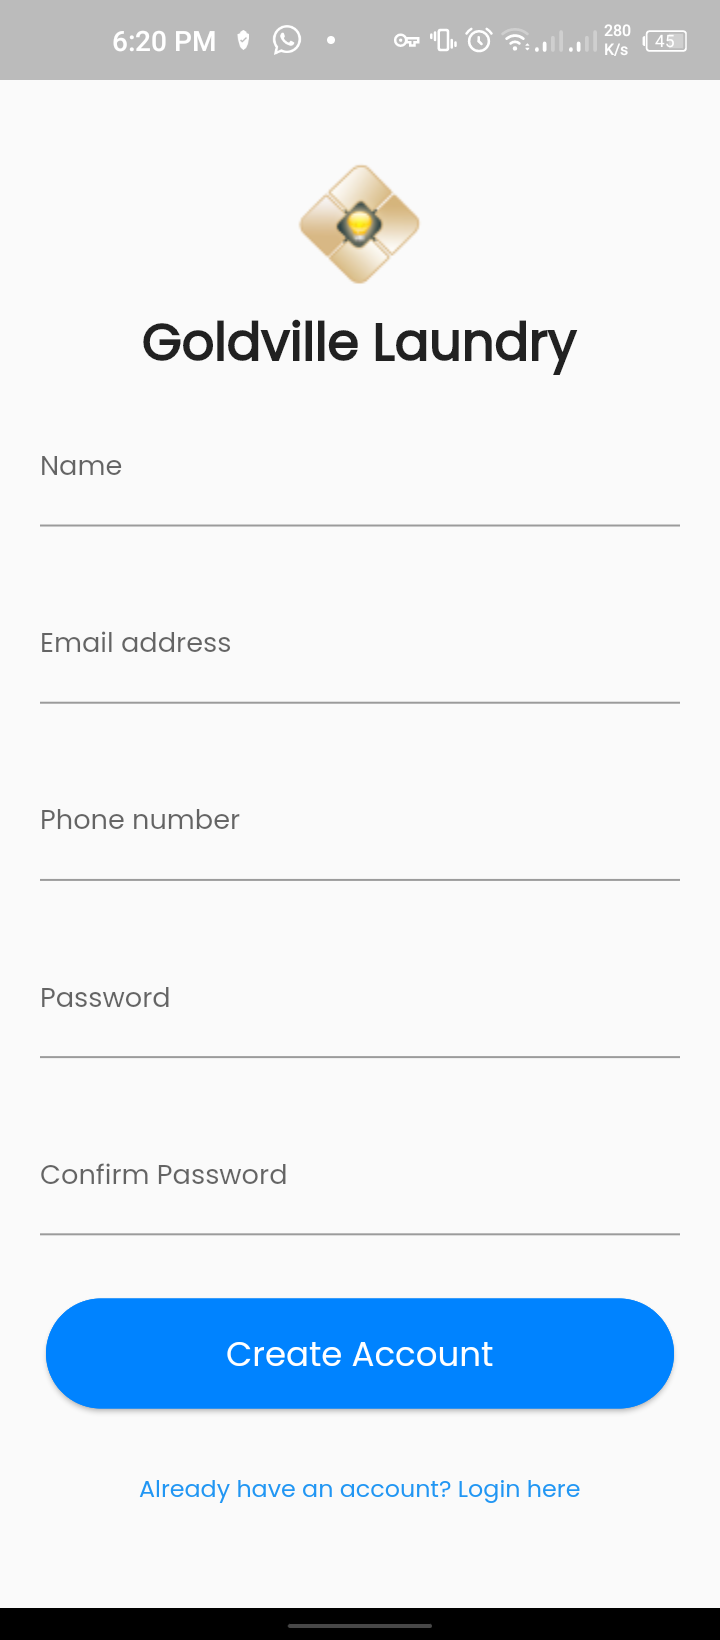 6:20 PM
280
K/s
45
Goldville Laundry
Name
Email address
Phone number
Password
Confirm Password
Create Account
Already have an account? Login here